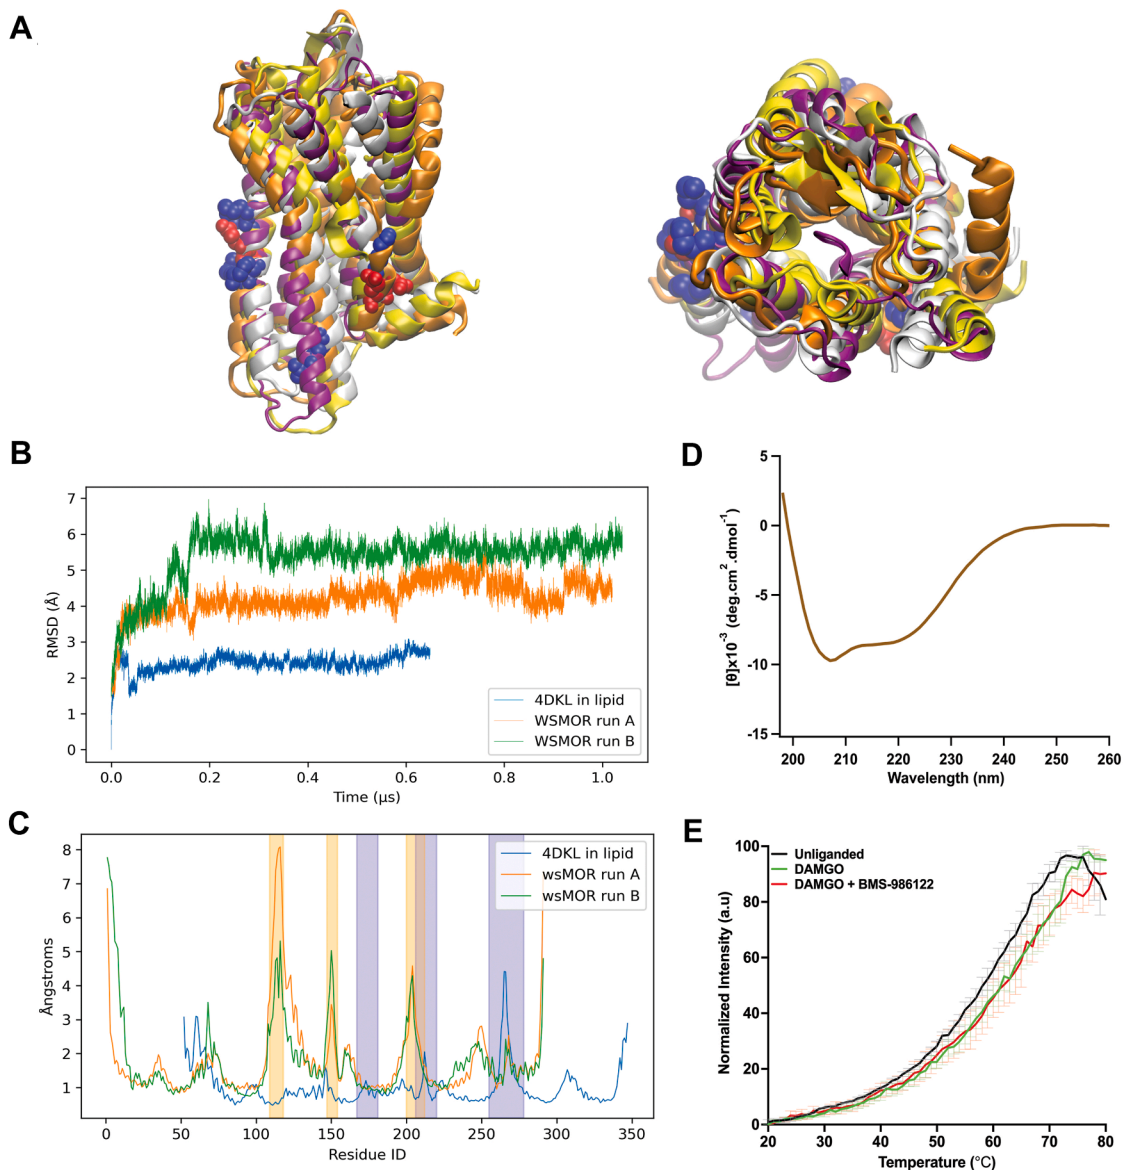 A
B
7
6
5
4
3
2
1
0
RMSD (Å)
0.0 0.2 0.4 0.6 0.8 1.0
Time (μs)
4DKL in lipid
WSMOR run A
WSMOR run B
C
8
7
6
5
4
3
2
1
Ångstroms
0 50 100 150 200 250 300 350
Residue ID
4DKL in lipid
wsMOR run A
wsMOR run B
D
5
0
-5
-10
-15
[θ]x10⁻³ (deg.cm².dmol⁻¹)
200 210 220 230 240 250 260
Wavelength (nm)
E
100
80
60
40
20
0
Normalized Intensity (a.u)
20 30 40 50 60 70 80
Temperature (°C)
Unliganded
DAMGO
DAMGO + BMS-986122